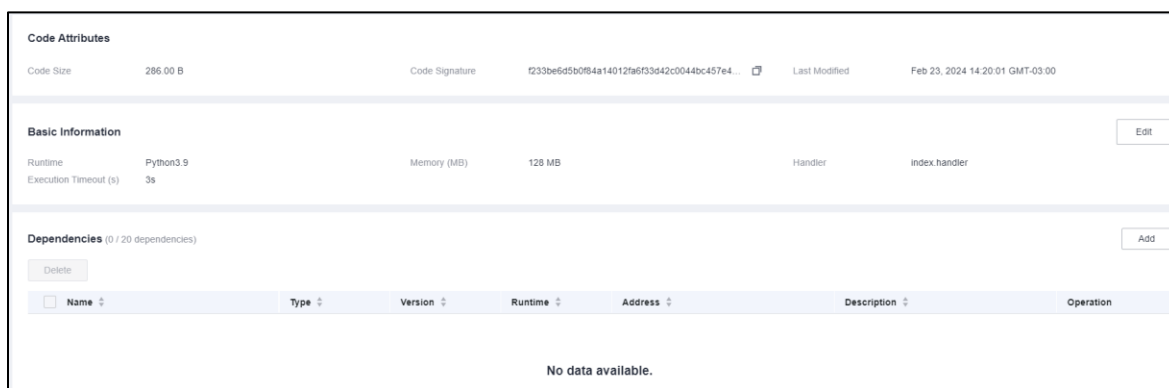 Code Attributes
Code Size 286.00 B Code Signature f233be6d5b0f84a14012fa6f33d42c0044bc457e4... Last Modified Feb 23, 2024 14:20:01 GMT-03:00
Basic Information Edit
Runtime Python3.9 Memory (MB) 128 MB Handler index.handler
Execution Timeout (s) 3s
Dependencies (0 / 20 dependencies) Add
Delete
Name Type Version Runtime Address Description Operation
No data available.